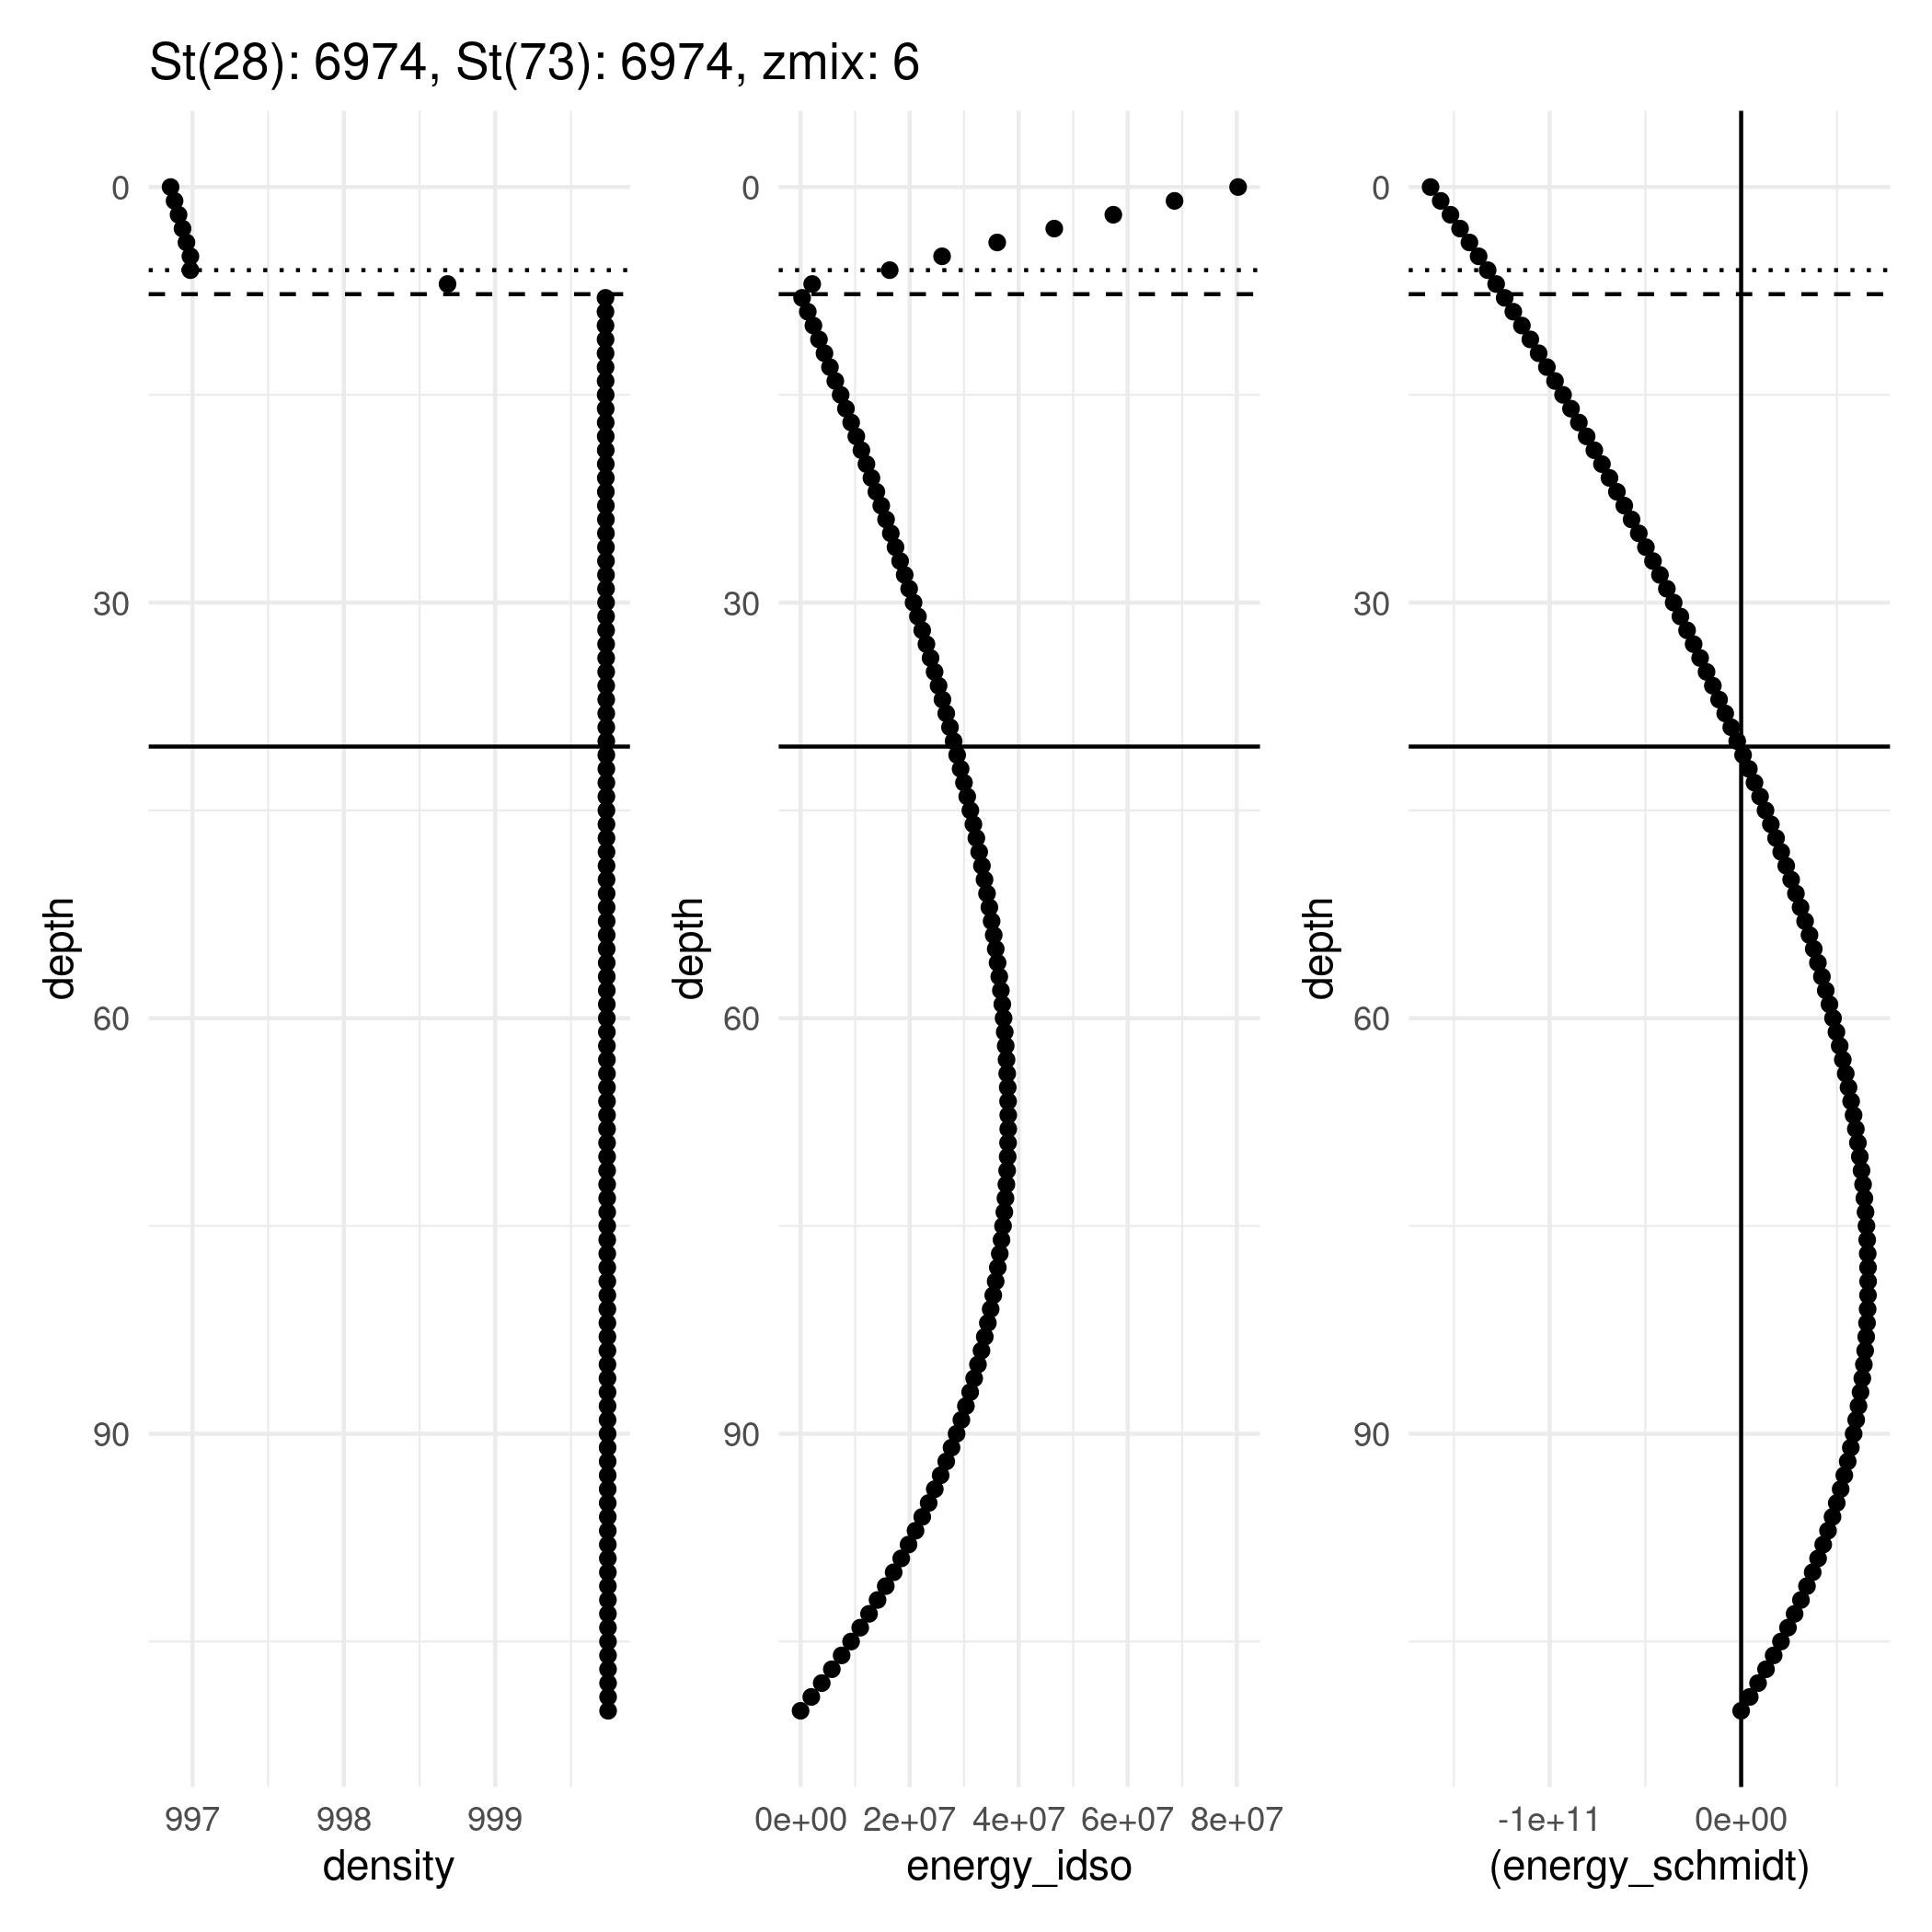 St(28): 6974, St(73): 6974, zmix: 6
0
30
60
90
depth
997
998
999
density
0
30
60
90
depth
0e+00
2e+07
4e+07
6e+07
8e+07
energy_idso
0
30
60
90
depth
-1e+11
0e+00
(energy_schmidt)